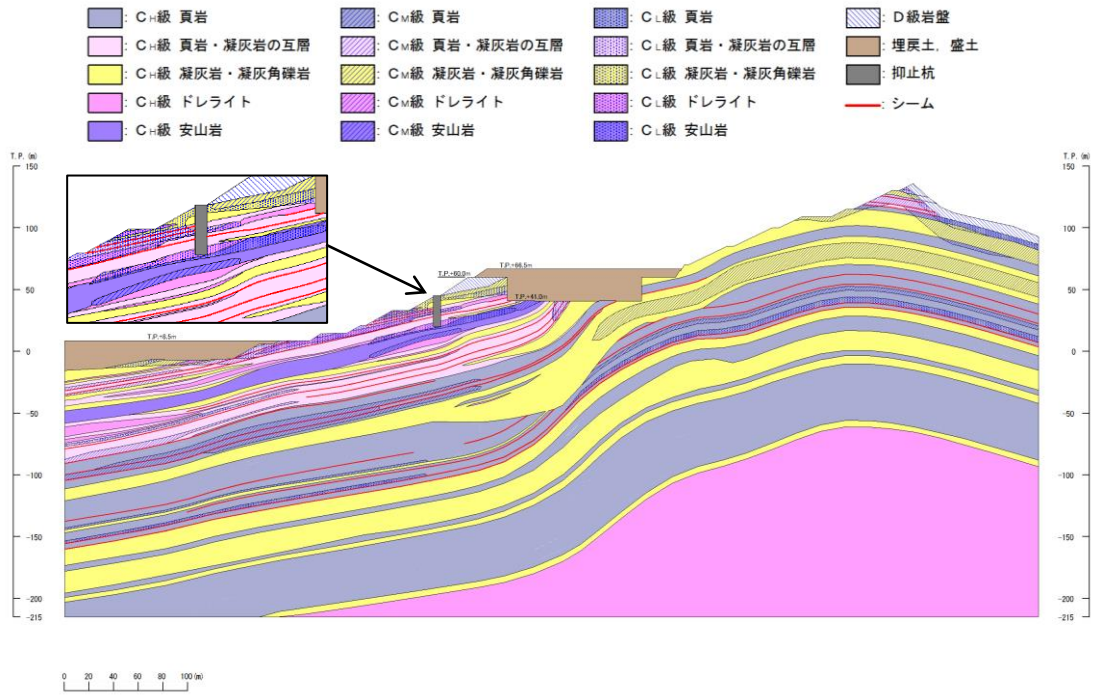 : CH級 頁岩
: CM級 頁岩
: CL級 頁岩
: D級岩盤
: CH級 頁岩・凝灰岩の互層
: CM級 頁岩・凝灰岩の互層
: CL級 頁岩・凝灰岩の互層
: 埋戻土，盛土
: CH級 凝灰岩・凝灰角礫岩
: CM級 凝灰岩・凝灰角礫岩
: CL級 凝灰岩・凝灰角礫岩
: 抑止杭
: CH級 ドレライト
: CM級 ドレライト
: CL級 ドレライト
: シーム
: CH級 安山岩
: CM級 安山岩
: CL級 安山岩
T.P. (m)
T.P. (m)
150
150
100
100
T.P.+66.5m
T.P.+60.0m
50
50
T.P.+41.0m
T.P.+8.5m
0
0
-50
-50
-100
-100
-150
-150
-200
-200
-215
-215
0 20 40 60 80 100 (m)